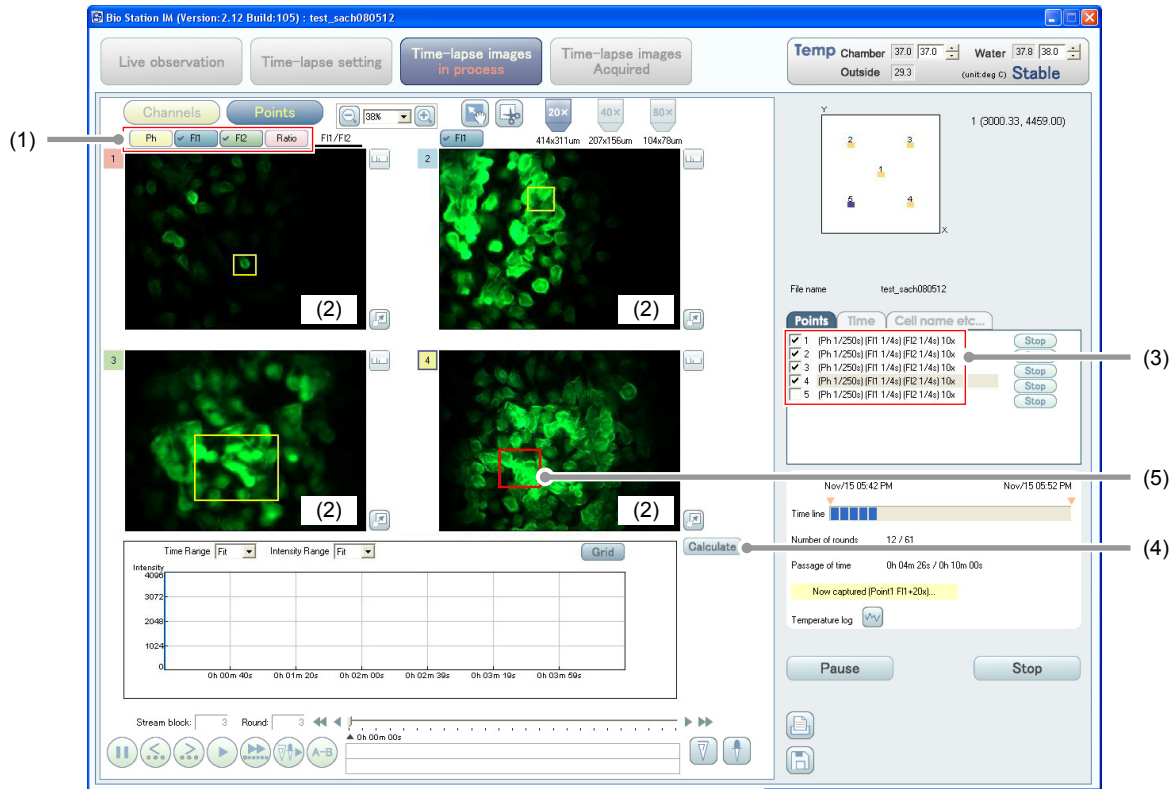 Bio Station IM (Version:2.12 Build:105) : test_sach080512
Live observation
Time-lapse setting
Time-lapse images
in process
Time-lapse images
Acquired
Temp Chamber 37.0 37.0 Water 37.8 38.0
Outside 29.3 (unit:deg C) Stable
Channels Points 38% 20× 40× 80×
(1)
Ph Fl1 Fl2 Ratio Fl1/Fl2 Fl1 414x311um 207x156um 104x78um
1 (2)
2 (2)
3 (2)
4 (2)
Y 1 (3000.33, 4459.00)
2 3
1
5 4
X
File name test_sach080512
Points Time Cell name etc...
1 (Ph 1/250s) (Fl1 1/4s) (Fl2 1/4s) 10x Stop
2 (Ph 1/250s) (Fl1 1/4s) (Fl2 1/4s) 10x
3 (Ph 1/250s) (Fl1 1/4s) (Fl2 1/4s) 10x Stop
4 (Ph 1/250s) (Fl1 1/4s) (Fl2 1/4s) 10x Stop
5 (Ph 1/250s) (Fl1 1/4s) (Fl2 1/4s) 10x Stop
(3)
(5)
Nov/15 05:42 PM Nov/15 05:52 PM
Time line
(4)
Number of rounds 12 / 61
Passage of time 0h 04m 26s / 0h 10m 00s
Now captured (Point1 Fl1+20x)...
Temperature log
Pause Stop
Time Range Fit Intensity Range Fit Grid Calculate
Intensity
4096
3072
2048
1024
0
0h 00m 40s 0h 01m 20s 0h 02m 00s 0h 02m 39s 0h 03m 19s 0h 03m 59s
Stream block: 3 Round: 3
0h 00m 00s
A-B